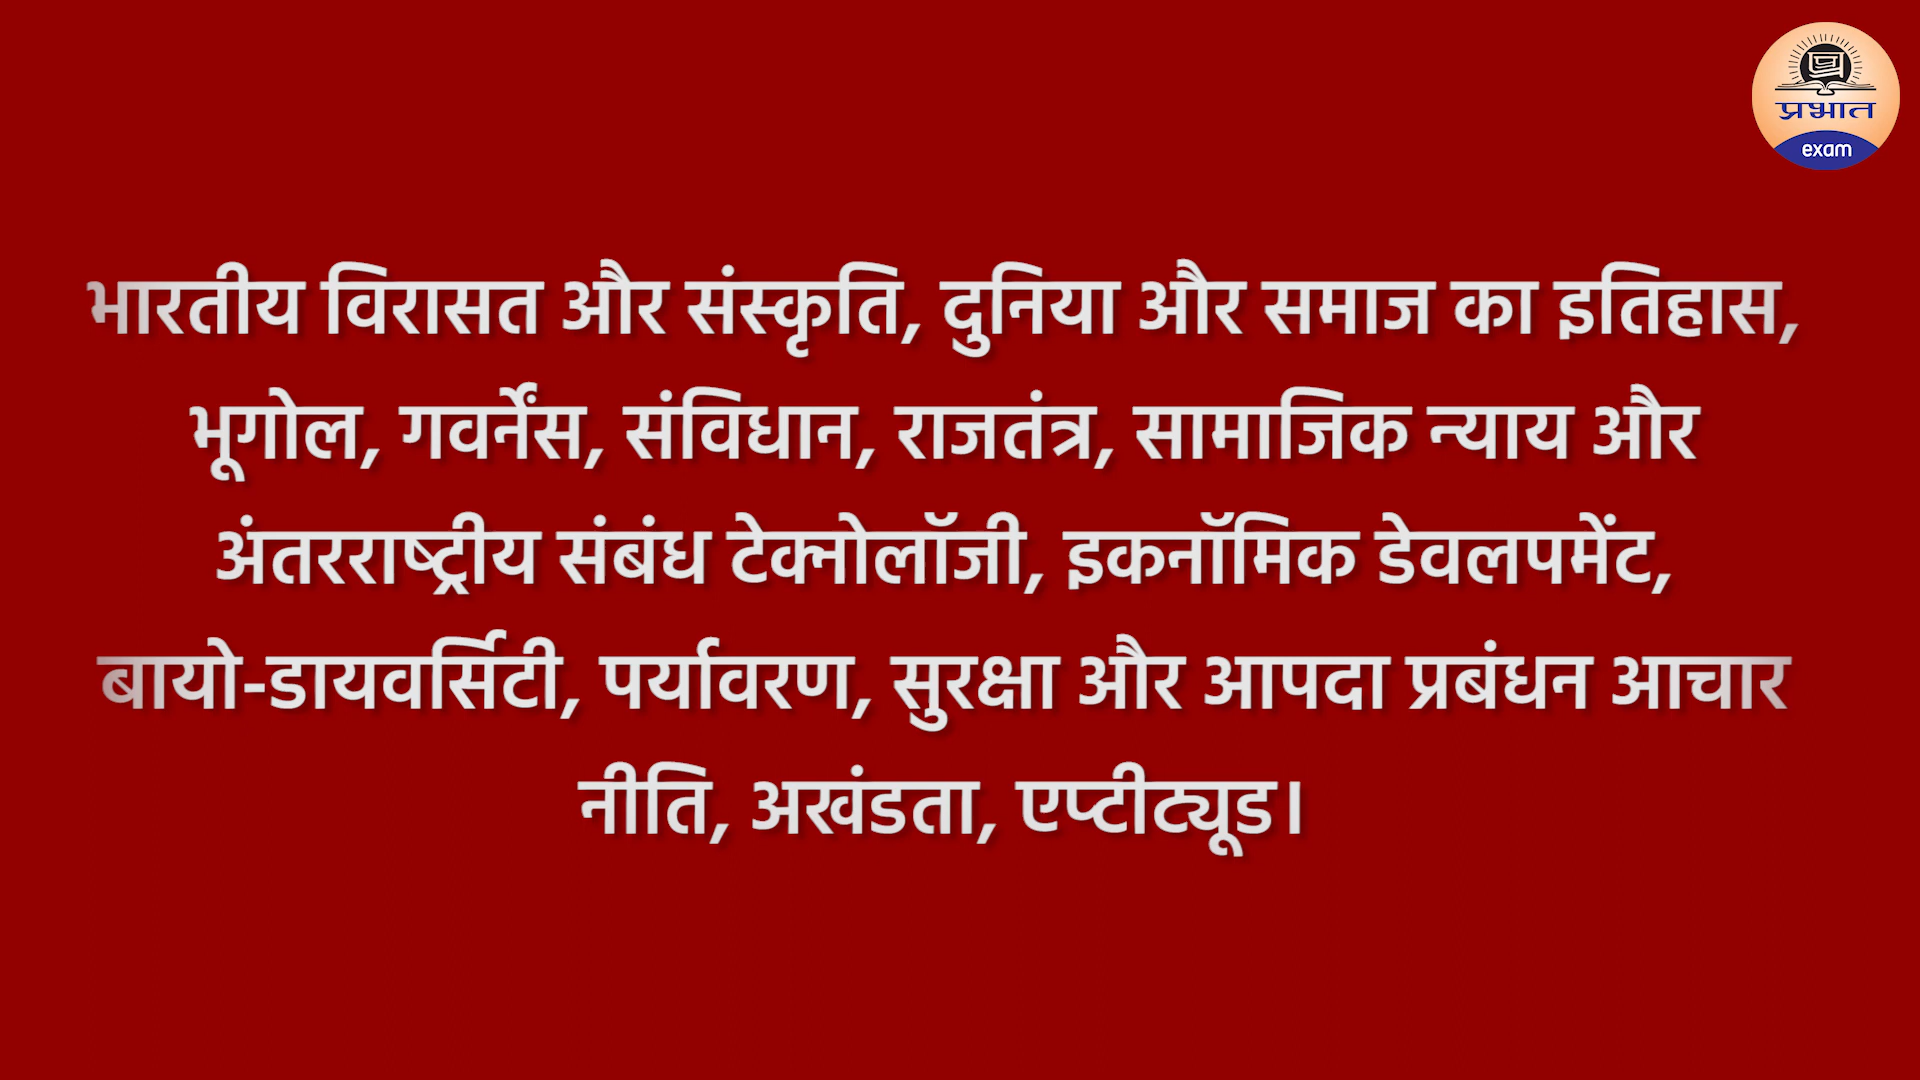 प्र
प्रभात
exam
भारतीय विरासत और संस्कृति, दुनिया और समाज का इतिहास,
भूगोल, गवर्नेंस, संविधान, राजतंत्र, सामाजिक न्याय और
अंतरराष्ट्रीय संबंध टेक्नोलॉजी, इकनॉमिक डेवलपमेंट,
बायो-डायवर्सिटी, पर्यावरण, सुरक्षा और आपदा प्रबंधन आचार
नीति, अखंडता, एप्टीट्यूड।